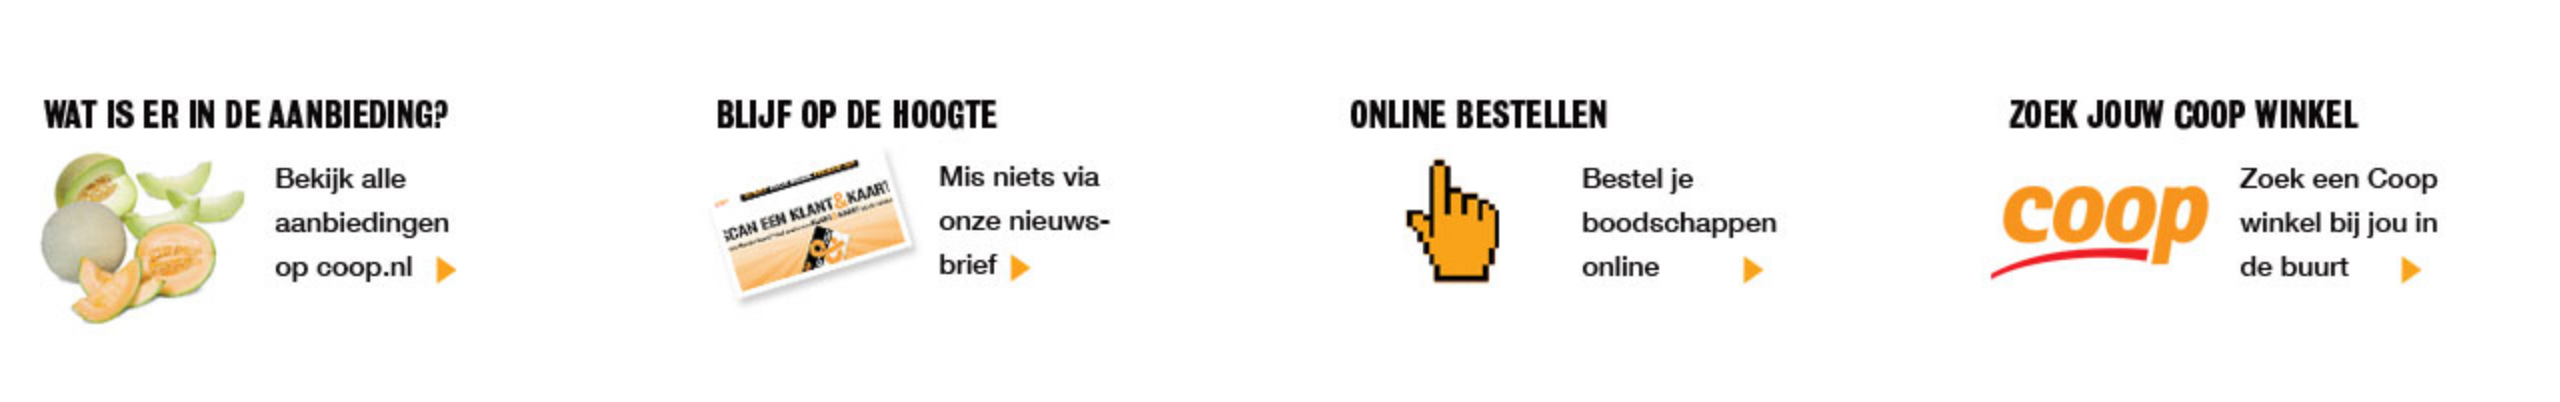 WAT IS ER IN DE AANBIEDING?
Bekijk alle
aanbiedingen
op coop.nl
BLIJF OP DE HOOGTE
SCAN EEN KLANT&KAART
Mis niets via
onze nieuws-
brief
ONLINE BESTELLEN
Bestel je
boodschappen
online
ZOEK JOUW COOP WINKEL
coop
Zoek een Coop
winkel bij jou in
de buurt